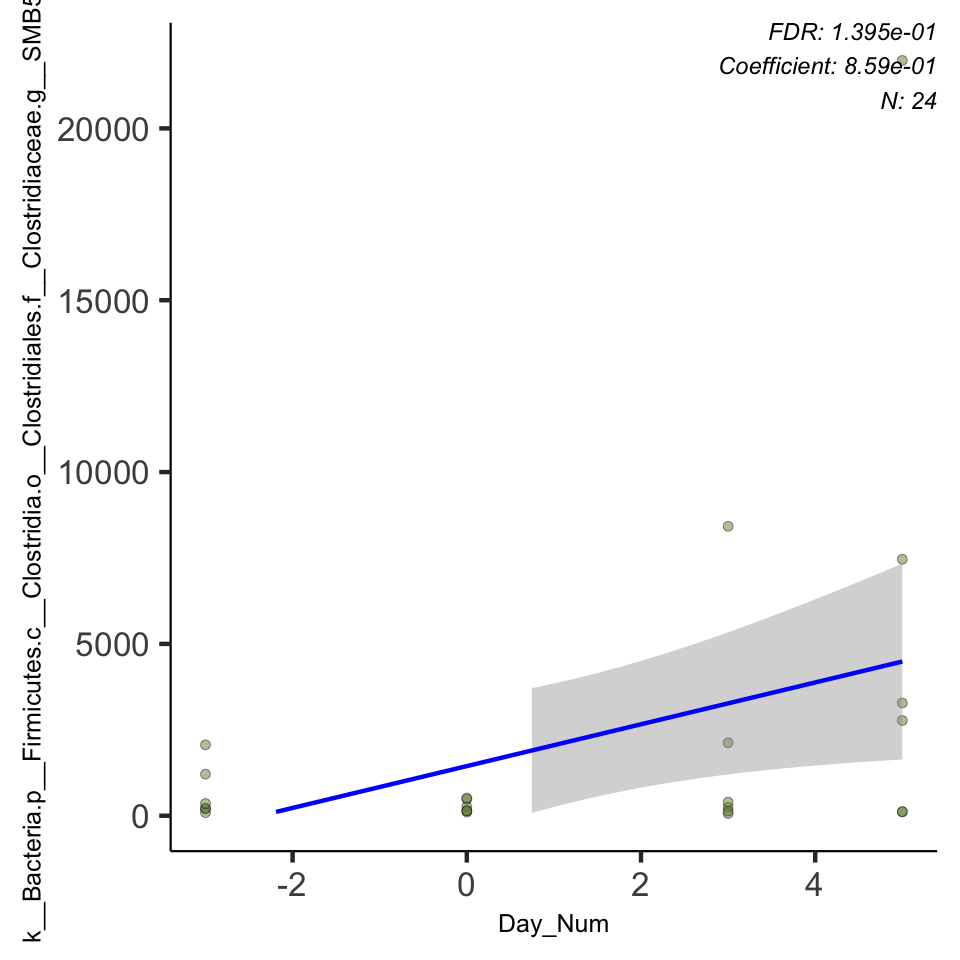 FDR: 1.395e-01
Coefficient: 8.59e-01
N: 24
k__Bacteria.p__Firmicutes.c__Clostridia.o__Clostridiales.f__Clostridiaceae.g__SMB5
20000
15000
10000
5000
0
-2 0 2 4
Day_Num